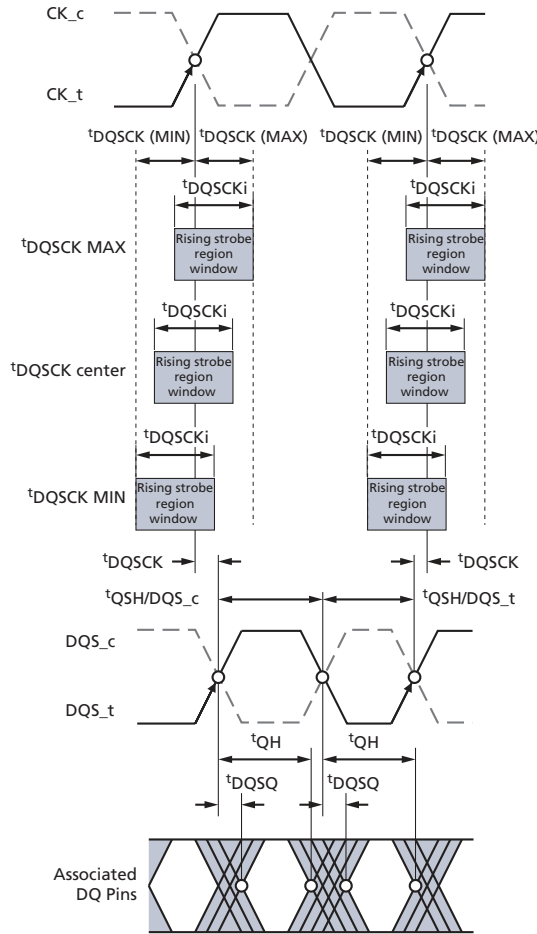 CK_c
CK_t
tDQSCK (MIN) tDQSCK (MAX) tDQSCK (MIN) tDQSCK (MAX)
tDQSCKi tDQSCKi
tDQSCK MAX
Rising strobe
region
window
Rising strobe
region
window
tDQSCKi tDQSCKi
tDQSCK center
Rising strobe
region
window
Rising strobe
region
window
tDQSCKi tDQSCKi
tDQSCK MIN
Rising strobe
region
window
Rising strobe
region
window
tDQSCK tDQSCK
tQSH/DQS_c tQSH/DQS_t
DQS_c
DQS_t
tQH tQH
tDQSQ tDQSQ
Associated
DQ Pins